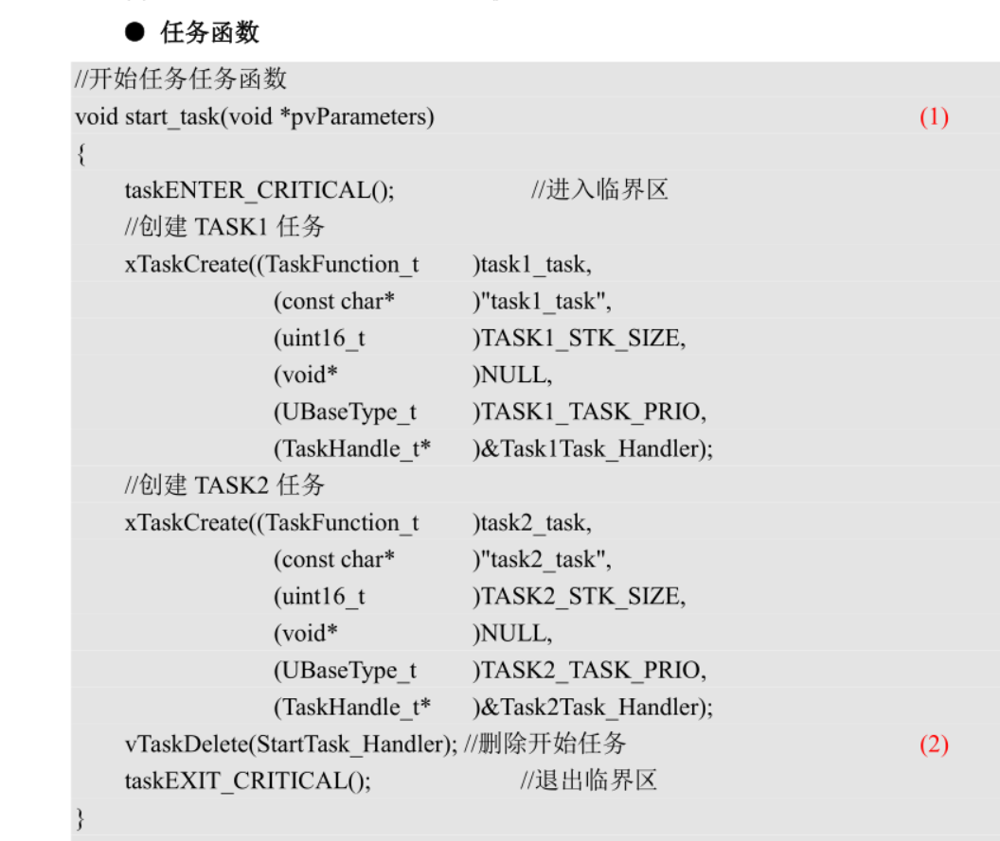 ● 任务函数
//开始任务任务函数
void start_task(void *pvParameters) (1)
{
taskENTER_CRITICAL(); //进入临界区
//创建 TASK1 任务
xTaskCreate((TaskFunction_t )task1_task,
(const char* )"task1_task",
(uint16_t )TASK1_STK_SIZE,
(void* )NULL,
(UBaseType_t )TASK1_TASK_PRIO,
(TaskHandle_t* )&Task1Task_Handler);
//创建 TASK2 任务
xTaskCreate((TaskFunction_t )task2_task,
(const char* )"task2_task",
(uint16_t )TASK2_STK_SIZE,
(void* )NULL,
(UBaseType_t )TASK2_TASK_PRIO,
(TaskHandle_t* )&Task2Task_Handler);
vTaskDelete(StartTask_Handler); //删除开始任务 (2)
taskEXIT_CRITICAL(); //退出临界区
}